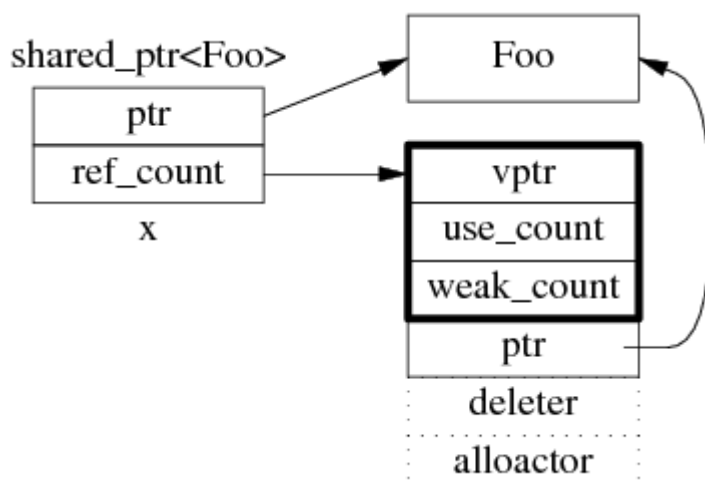 shared_ptr<Foo>
ptr
ref_count
x
Foo
vptr
use_count
weak_count
ptr
deleter
alloactor